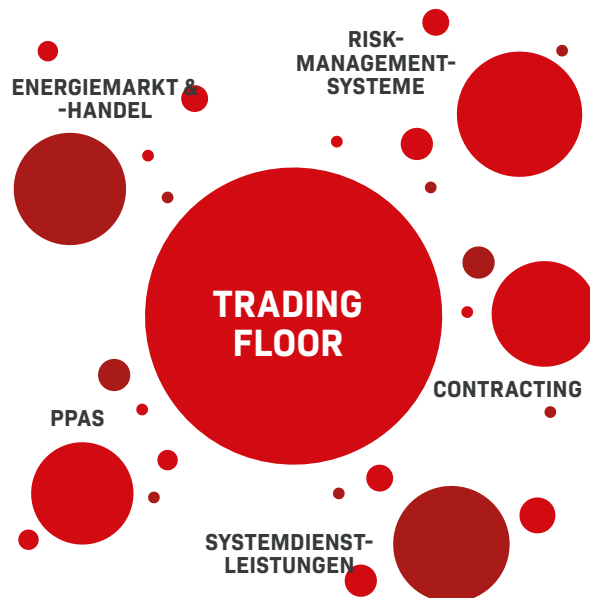 RISK-
MANAGEMENT-
SYSTEME
ENERGIEMARKT &
-HANDEL
TRADING
FLOOR
CONTRACTING
PPAS
SYSTEMDIENST-
LEISTUNGEN